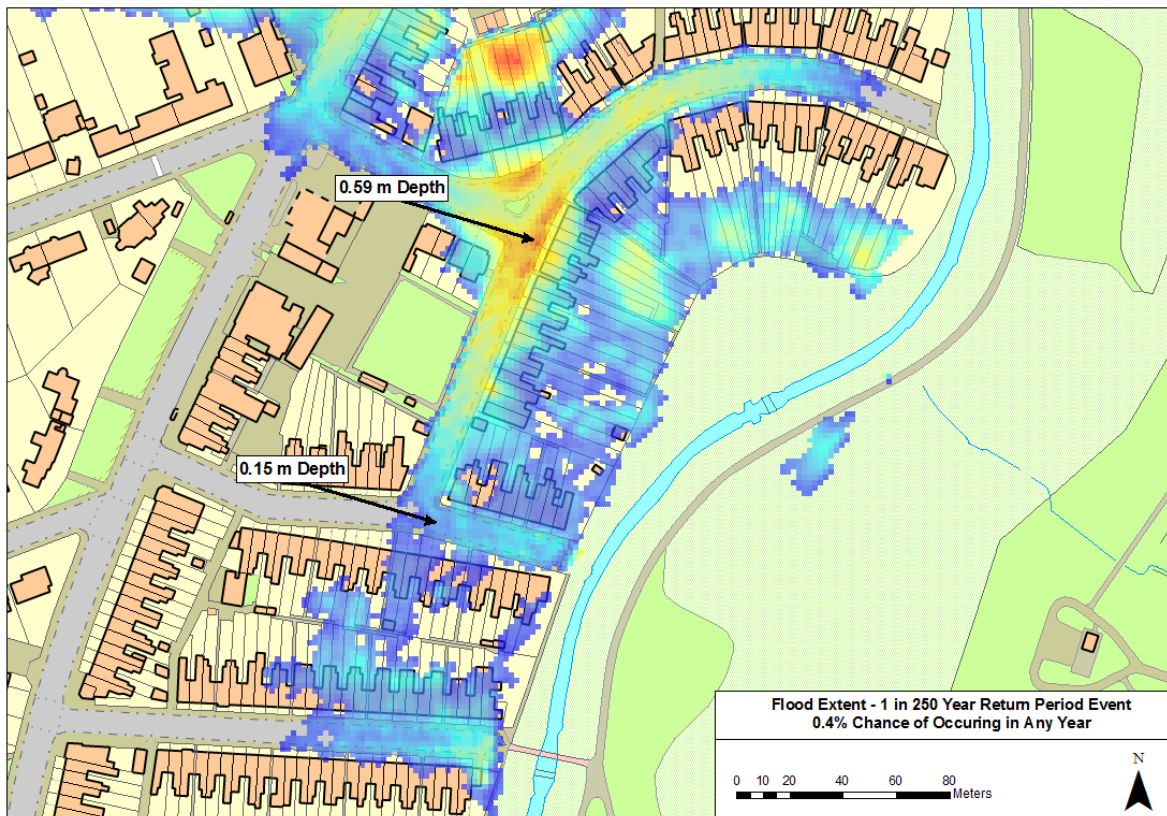 0.59 m Depth
0.15 m Depth
Flood Extent - 1 in 250 Year Return Period Event
0.4% Chance of Occuring in Any Year
N
0 10 20 40 60 80
Meters